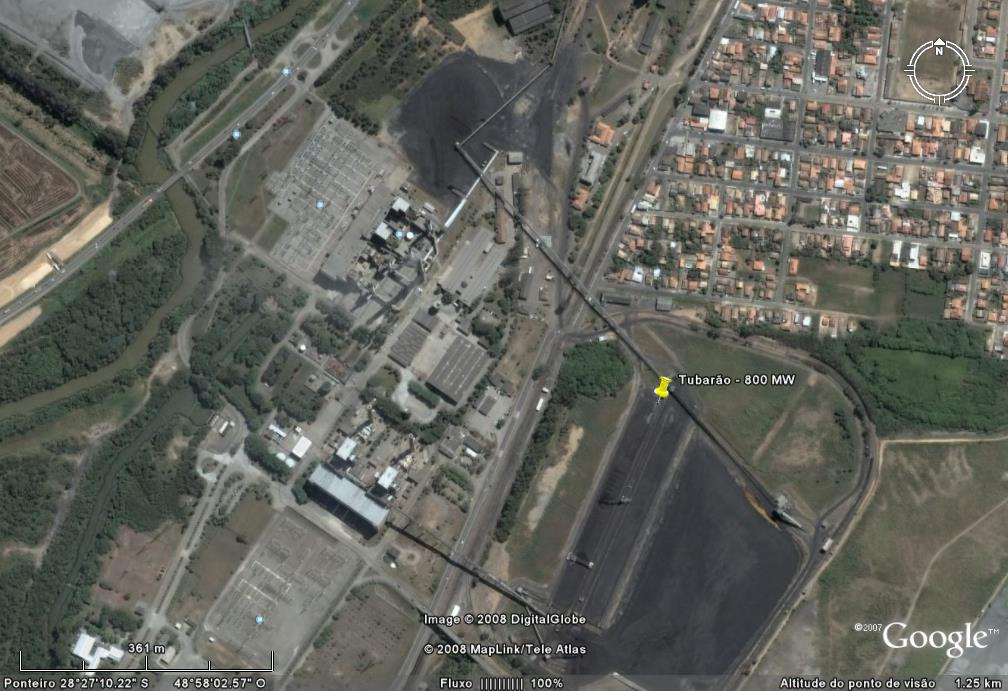 N
Tubarão - 800 MW
Image © 2008 DigitalGlobe
© 2008 MapLink/Tele Atlas
©2007 Google™
361 m
Ponteiro 28°27'10.22" S 48°58'02.57" O Fluxo |||||||||| 100% Altitude do ponto de visão 1.25 km